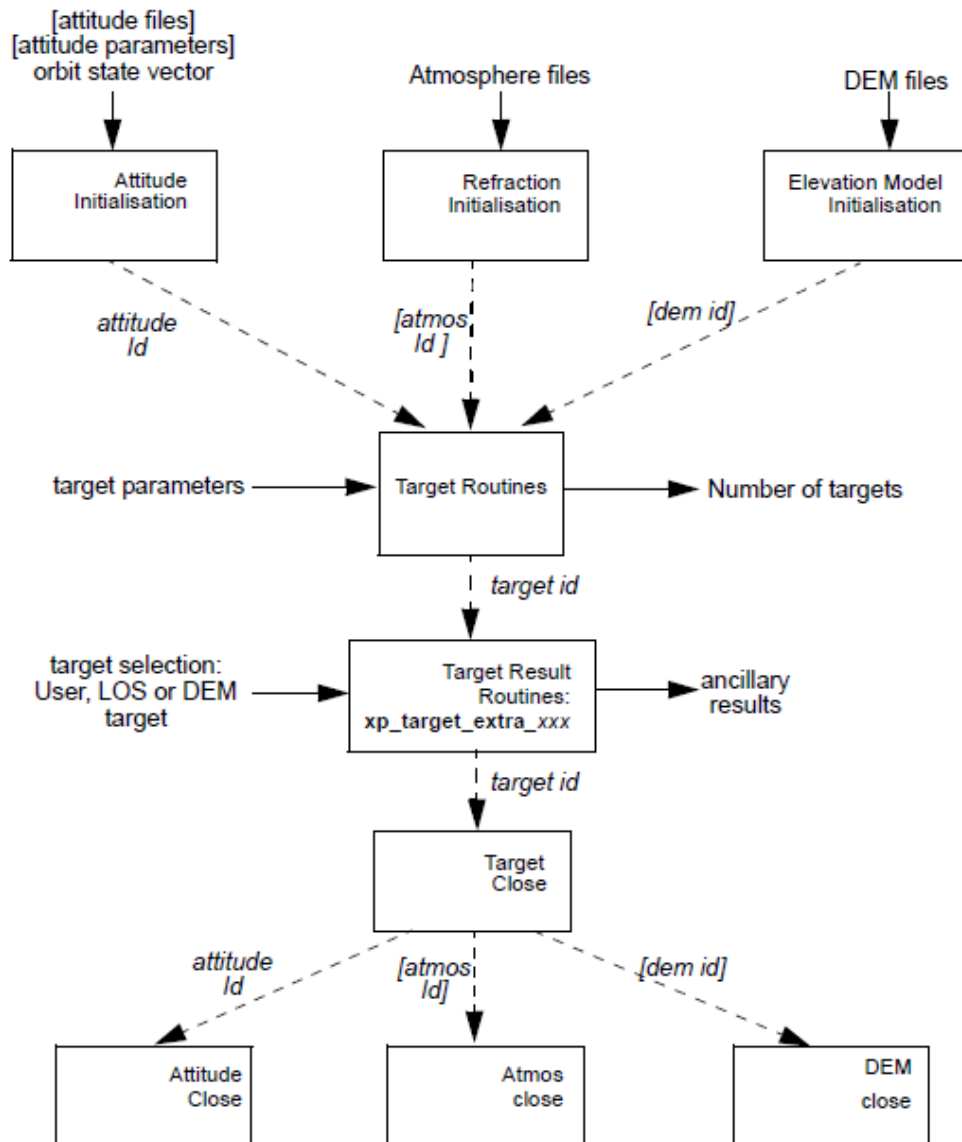 [attitude files]
[attitude parameters]
orbit state vector
Atmosphere files
DEM files
Attitude
Initialisation
Refraction
Initialisation
Elevation Model
Initialisation
attitude
Id
[atmos
Id ]
[dem id]
target parameters
Target Routines
Number of targets
target id
target selection:
User, LOS or DEM
target
Target Result
Routines:
xp_target_extra_xxx
ancillary
results
target id
Target
Close
attitude
Id
[atmos
Id]
[dem id]
Attitude
Close
Atmos
close
DEM
close